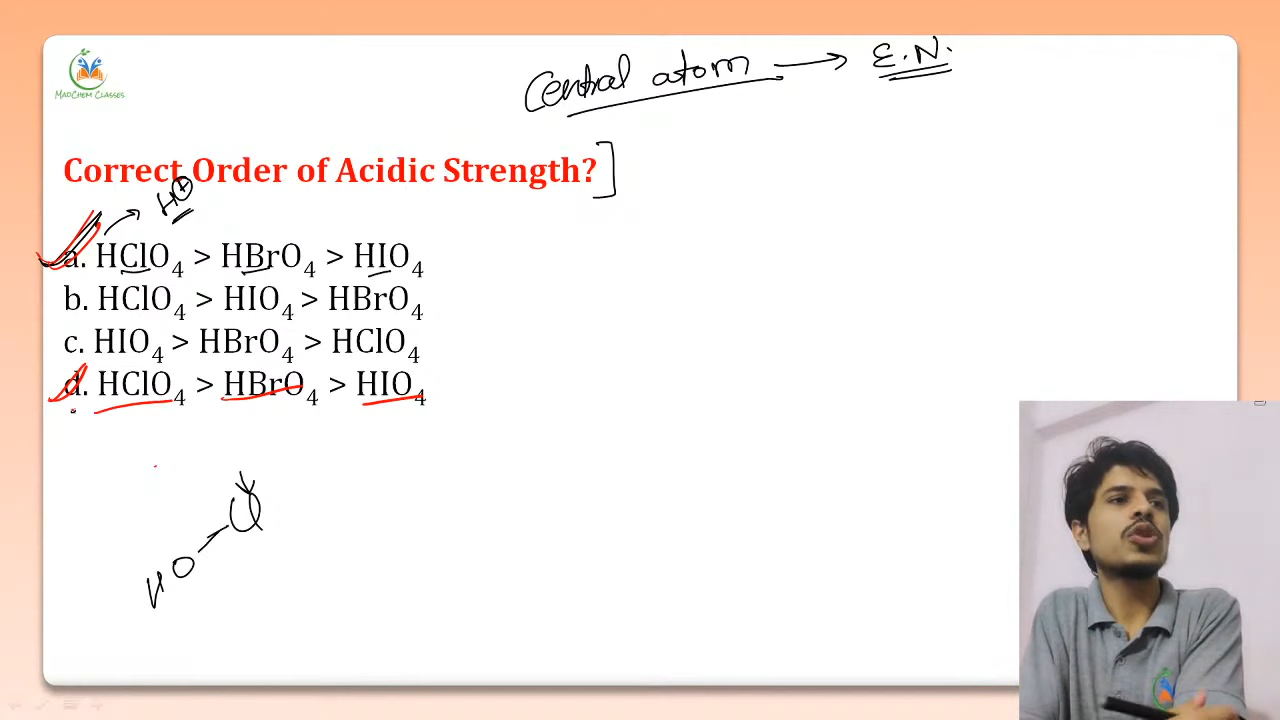 Central atom → E.N.
MadChem Classes
Correct Order of Acidic Strength?]
H⊕
a. HClO₄ > HBrO₄ > HIO₄
b. HClO₄ > HIO₄ > HBrO₄
c. HIO₄ > HBrO₄ > HClO₄
d. HClO₄ > HBrO₄ > HIO₄
Cl
HO